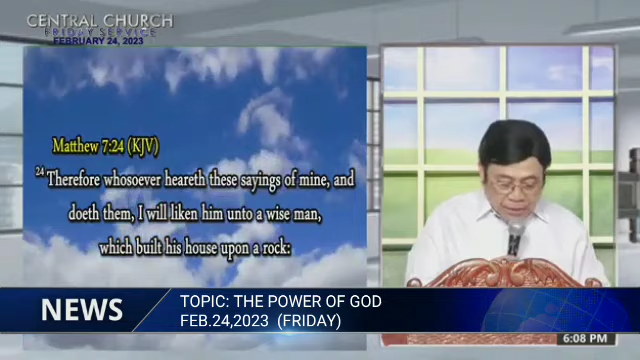 CENTRAL CHURCH
FRIDAY SERVICE
FEBRUARY 24, 2023
Matthew 7:24 (KJV)
24 Therefore whosoever heareth these sayings of mine, and
doeth them, I will liken him unto a wise man,
which built his house upon a rock:
NEWS
TOPIC: THE POWER OF GOD
FEB.24,2023 (FRIDAY)
6:08 PM